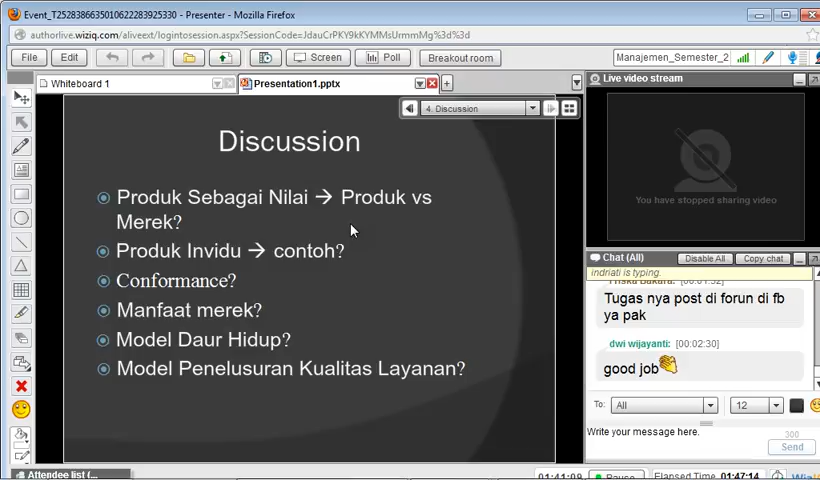 Event_T2528386635010622283925330 - Presenter - Mozilla Firefox
authorlive.wiziq.com/aliveext/logintosession.aspx?SessionCode=JdauCrPKY9kKYMMsUrmmMg%3d%3d
File Edit Screen Poll Breakout room Manajemen_Semester_2
Whiteboard 1 Presentation1.pptx +
4. Discussion
Discussion
Produk Sebagai Nilai → Produk vs
Merek?
Produk Invidu → contoh?
Conformance?
Manfaat merek?
Model Daur Hidup?
Model Penelusuran Kualitas Layanan?
Live video stream
You have stopped sharing video
Chat (All) Disable All Copy chat
indriati is typing.
[00:01:52]
Tugas nya post di forun di fb
ya pak
dwi wijayanti: [00:02:30]
good job
To: All 12
Write your message here.
300
Send
Attendee list (...
01:41:09 Pause Elapsed Time 01:47:14